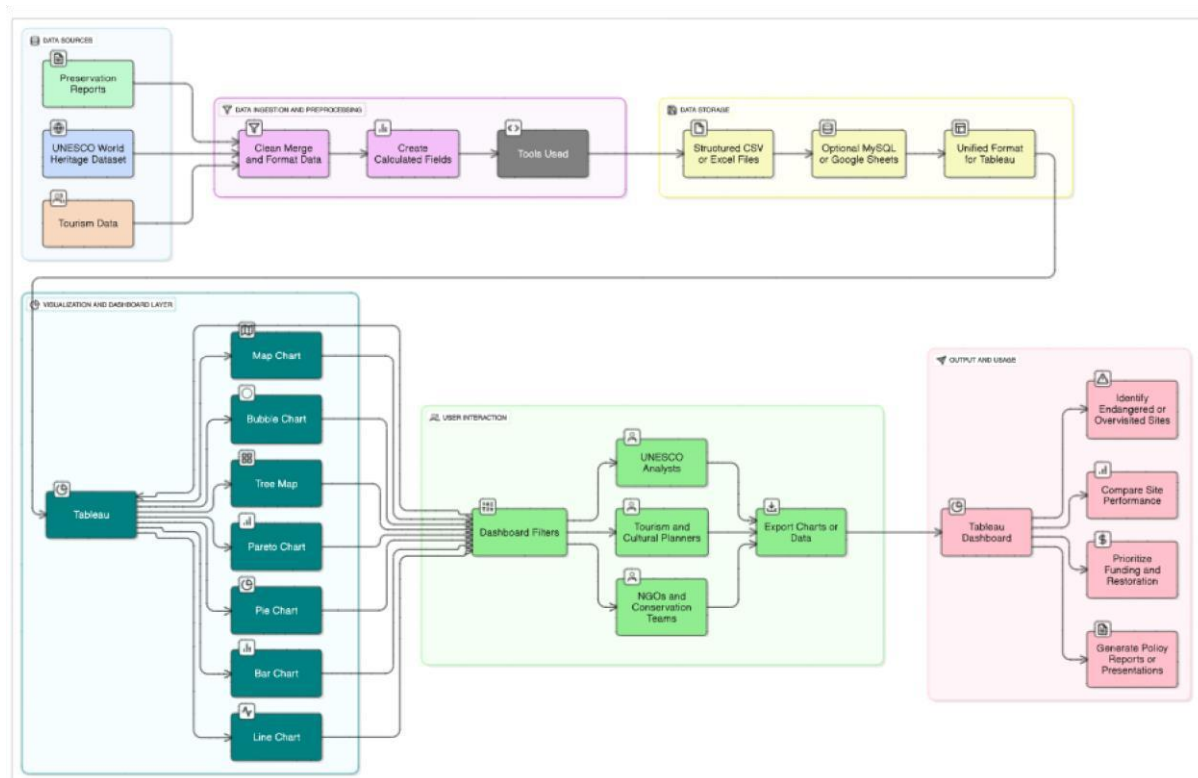 DATA SOURCES
Preservation
Reports
UNESCO World
Heritage Dataset
Tourism Data
DATA INGESTION AND PREPROCESSING
Clean Merge
and Format Data
Create
Calculated Fields
Tools Used
DATA STORAGE
Structured CSV
or Excel Files
Optional MySQL
or Google Sheets
Unified Format
for Tableau
VISUALIZATION AND DASHBOARD LAYER
Tableau
Map Chart
Bubble Chart
Tree Map
Pareto Chart
Pie Chart
Bar Chart
Line Chart
USER INTERACTION
Dashboard Filters
UNESCO
Analysts
Tourism and
Cultural Planners
NGOs and
Conservation
Teams
Export Charts or
Data
OUTPUT AND USAGE
Tableau
Dashboard
Identify
Endangered or
Overvisited Sites
Compare Site
Performance
Prioritize
Funding and
Restoration
Generate Policy
Reports or
Presentations